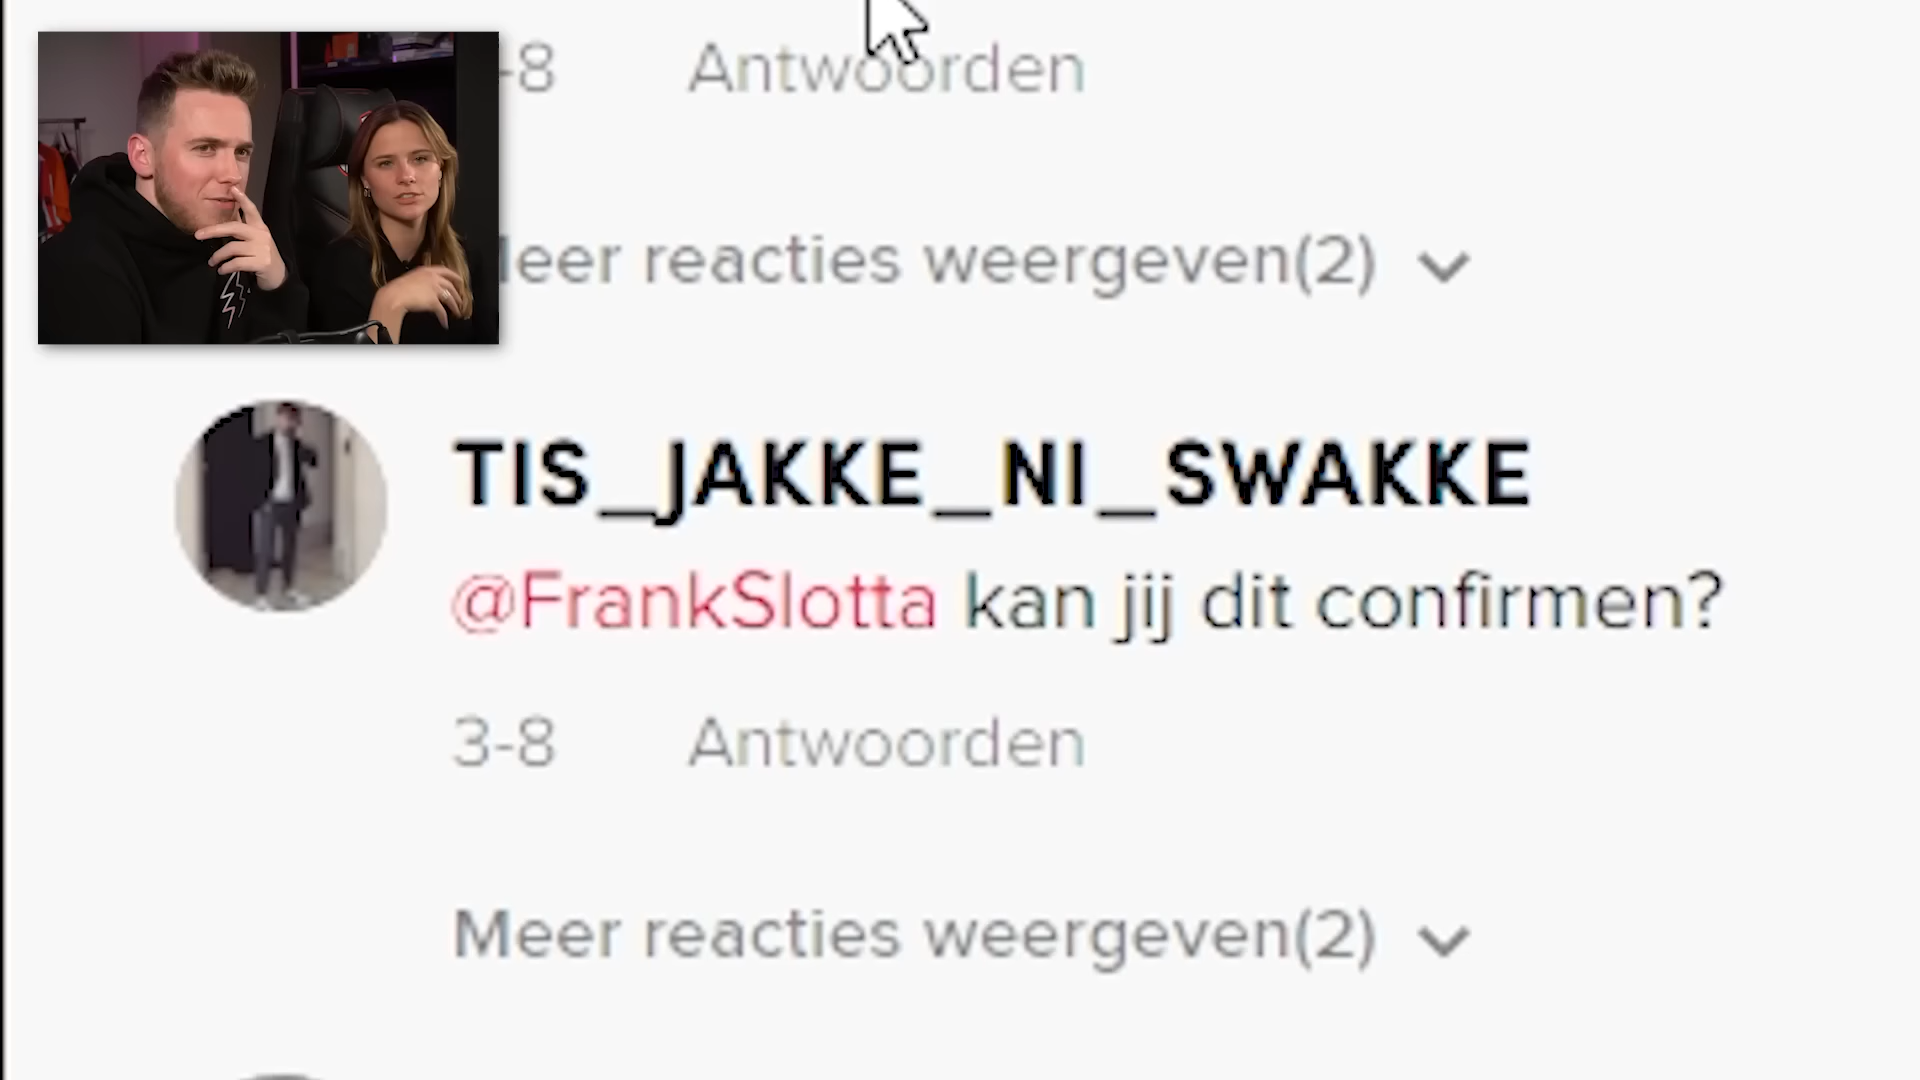 -8 Antwoorden
eer reacties weergeven(2)
TIS_JAKKE_NI_SWAKKE
@FrankSlotta kan jij dit confirmen?
3-8 Antwoorden
Meer reacties weergeven(2)